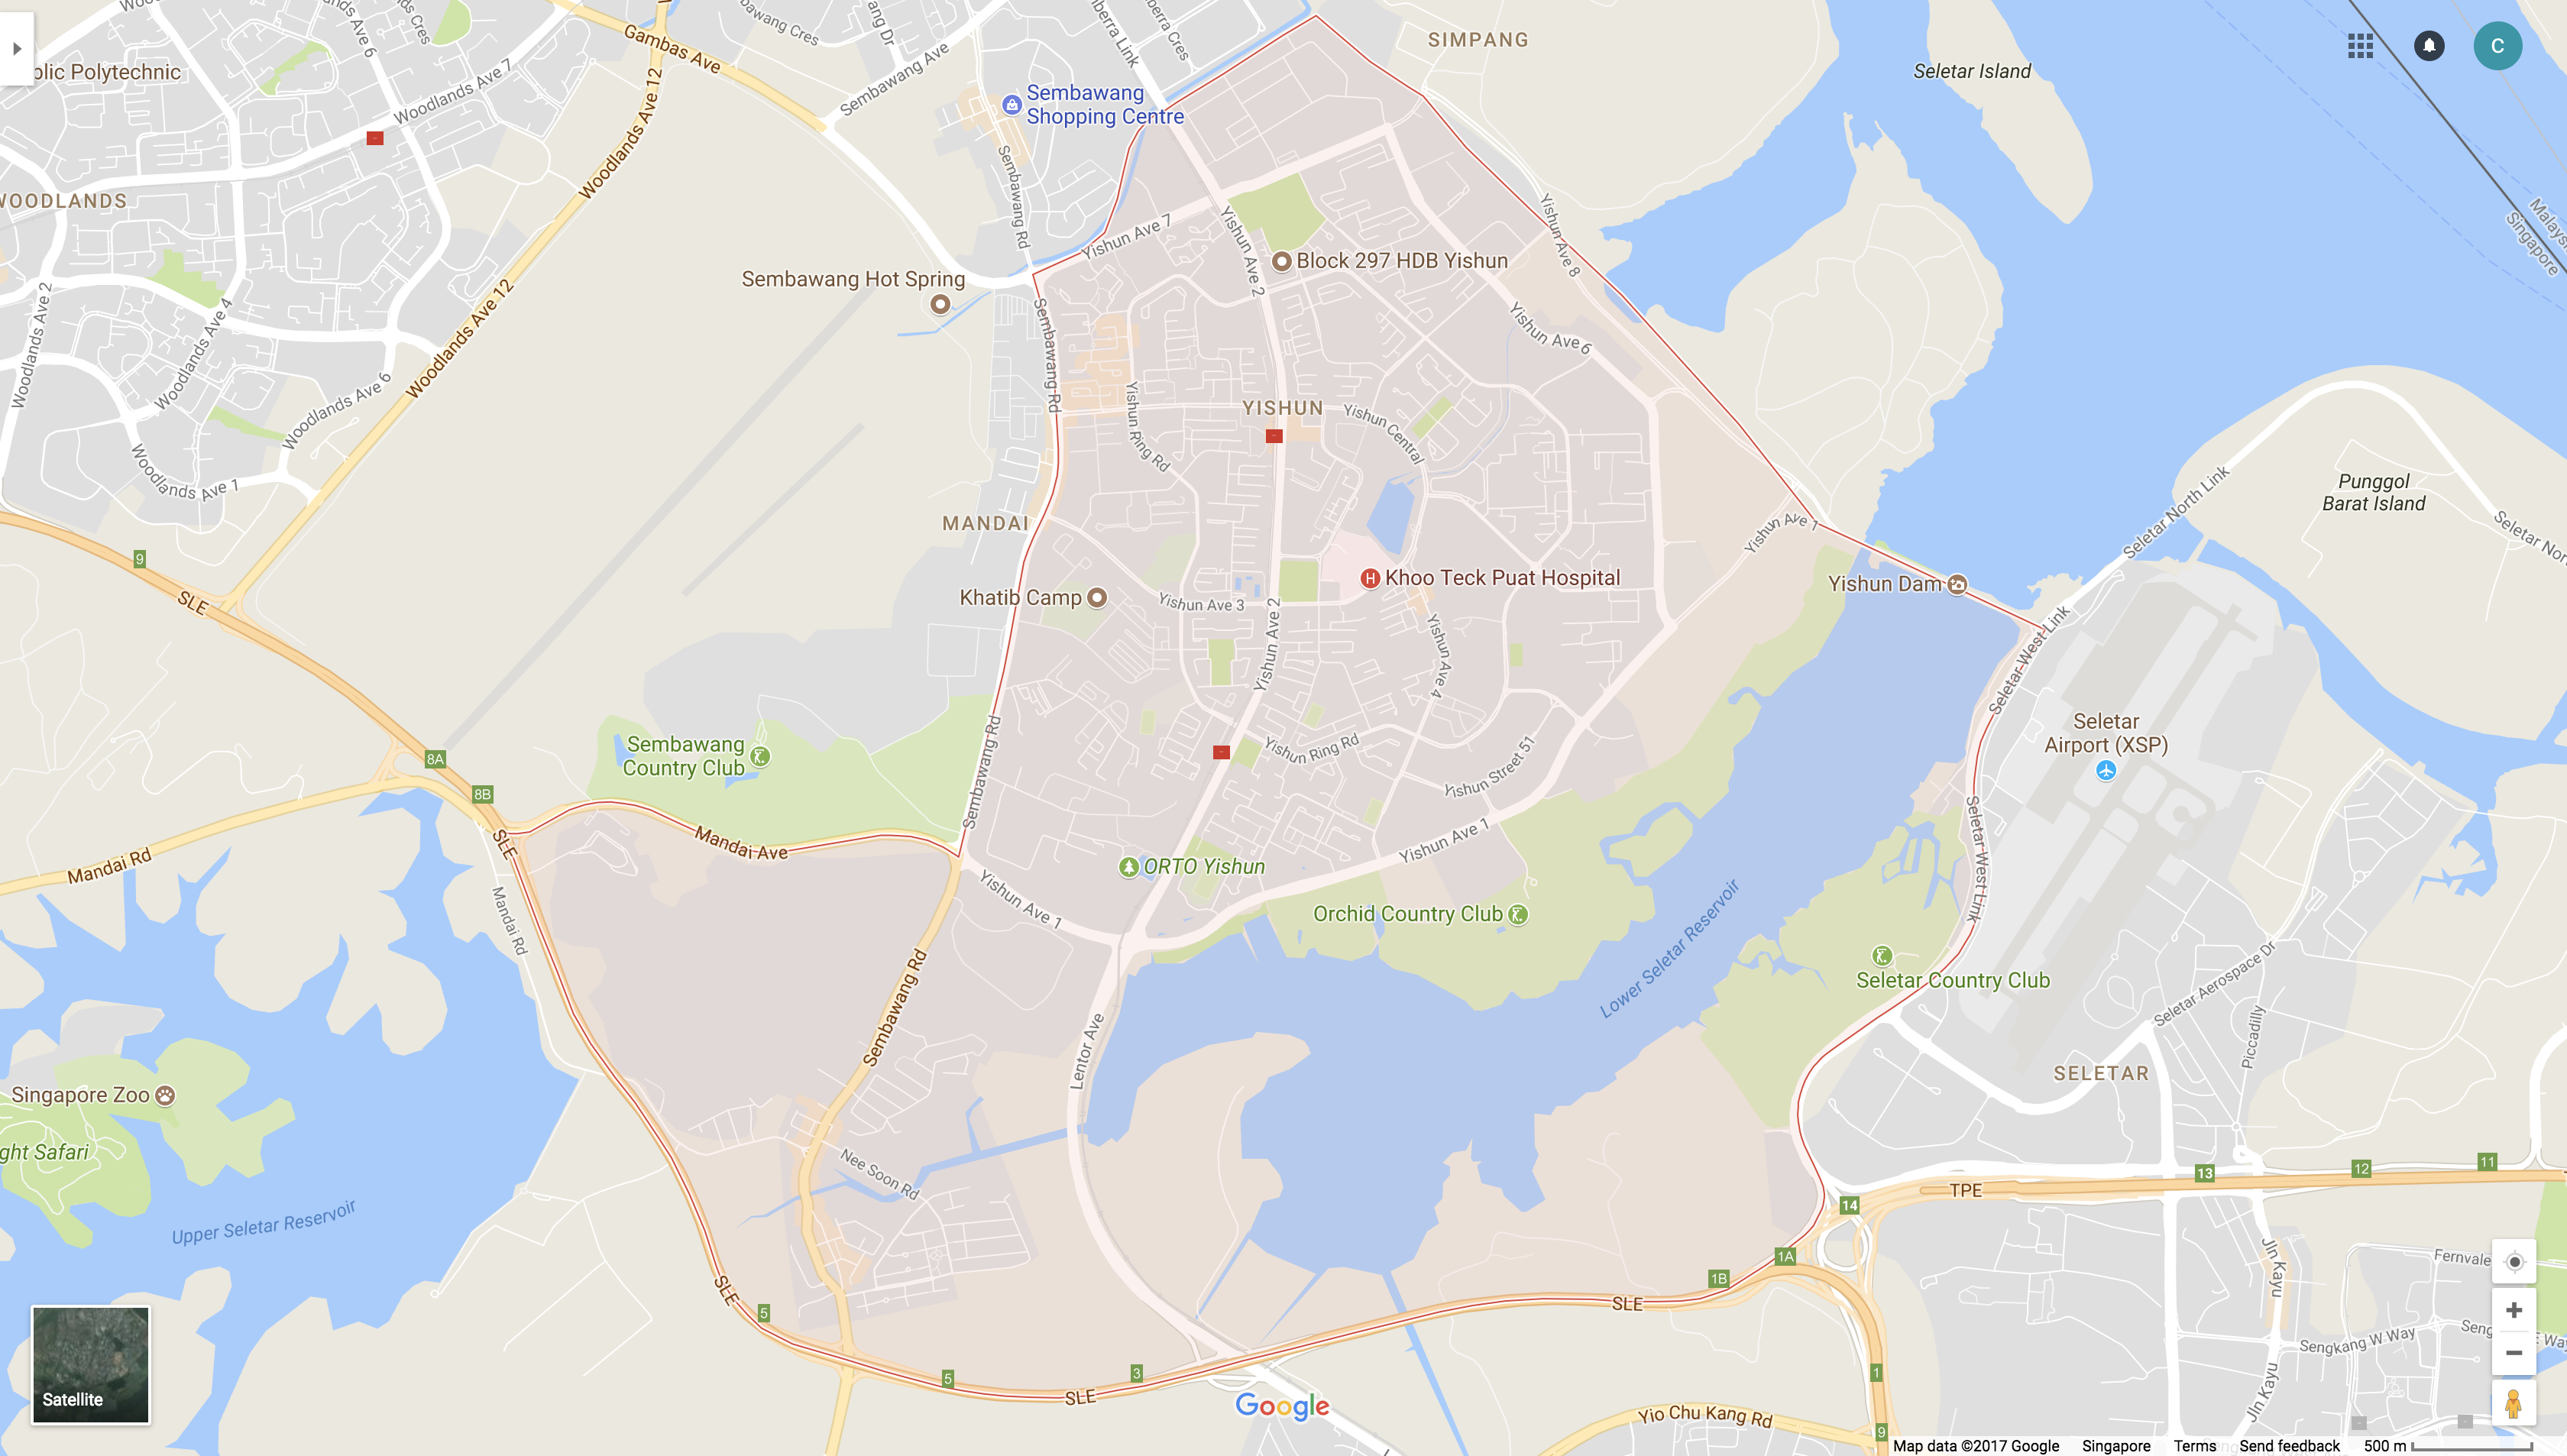 Gambas Ave
Sembawang Ave
SIMPANG
Seletar Island
C
Woodlands Ave 7
Woodlands Ave 12
Sembawang
Shopping Centre
Sembawang Rd
WOODLANDS
Yishun Ave 7
Yishun Ave 2
Yishun Ave 8
Malays
Singapore
Block 297 HDB Yishun
Sembawang Hot Spring
Woodlands Ave 2
Woodlands Ave 4
Woodlands Ave 12
Woodlands Ave 6
Woodlands Ave 1
Sembawang Rd
Yishun Ave 6
YISHUN
Yishun Central
Yishun Ring Rd
Punggol
Barat Island
Seletar North Link
Seletar Nor
MANDAI
Yishun Ave 1
9
SLE
Khatib Camp
Khoo Teck Puat Hospital
Yishun Dam
Yishun Ave 3
Yishun Ave 2
Yishun Ave 4
Seletar West Link
Seletar
Airport (XSP)
Sembawang
Country Club
Sembawang Rd
Yishun Ring Rd
Yishun Street 51
8A
8B
SLE
Mandai Ave
Mandai Rd
Yishun Ave 1
Seletar West Link
ORTO Yishun
Yishun Ave 1
Orchid Country Club
Mandai Rd
Lower Seletar Reservoir
Seletar Country Club
Sembawang Rd
Seletar Aerospace Dr
Lentor Ave
Piccadilly
SELETAR
Singapore Zoo
ght Safari
Nee Soon Rd
Upper Seletar Reservoir
TPE
14
13
12
11
1A
1B
SLE
SLE
5
5
3
SLE
Jln Kayu
Fernvale
Sengkang W Way
Jln Kayu
1
9
Yio Chu Kang Rd
Satellite
Google
Map data ©2017 Google
Singapore
Terms
Send feedback
500 m